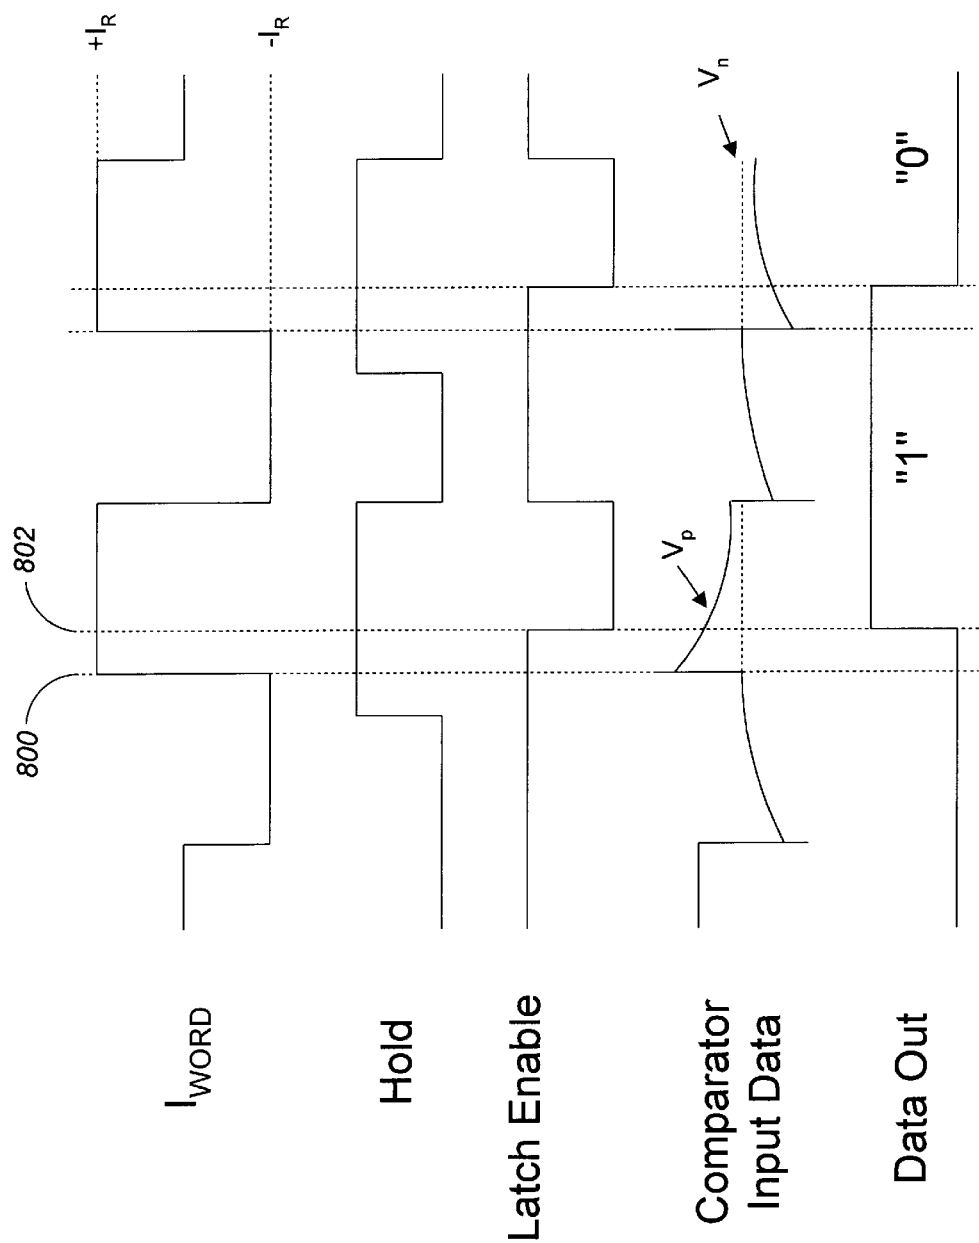 800
802
+I_R
-I_R
I_WORD
Hold
Latch Enable
Comparator
Input Data
V_p
V_n
Data Out
"1"
"0"